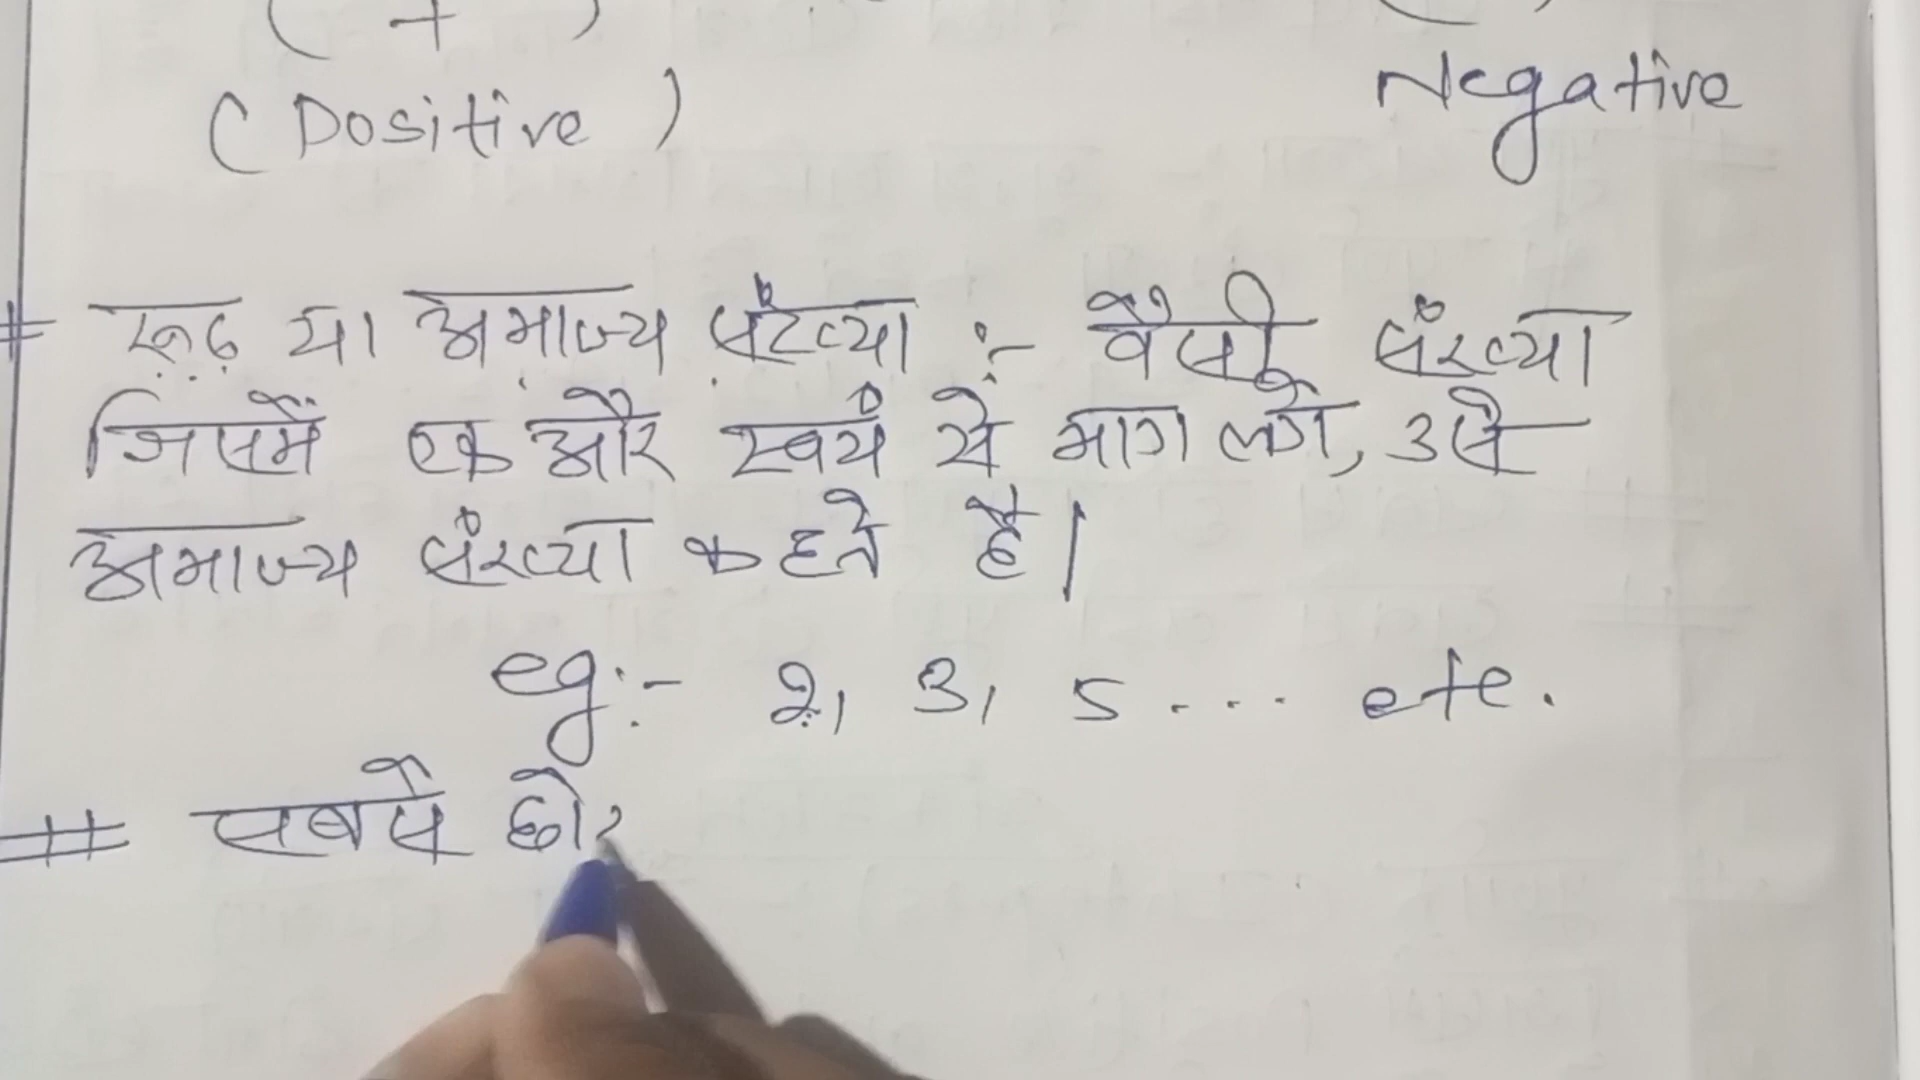 ( + )
(Positive) Negative
# रूढ़ या अभाज्य संख्या :- वैसी संख्या
जिसमें एक और स्वयं से भाग लगे, उसे
अभाज्य संख्या कहते हैं।
eg:- 2, 3, 5 .... etc.
# सबसे छो